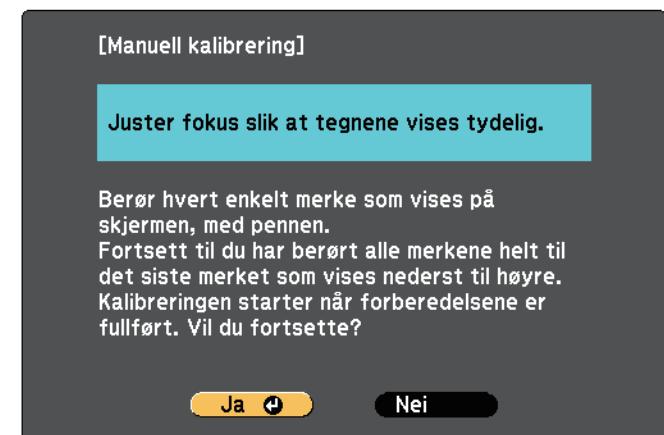 [Manuell kalibrering]
Juster fokus slik at tegnene vises tydelig.
Berør hvert enkelt merke som vises på
skjermen, med pennen.
Fortsett til du har berørt alle merkene helt til
det siste merket som vises nederst til høyre.
Kalibreringen starter når forberedelsene er
fullført. Vil du fortsette?
Ja Nei